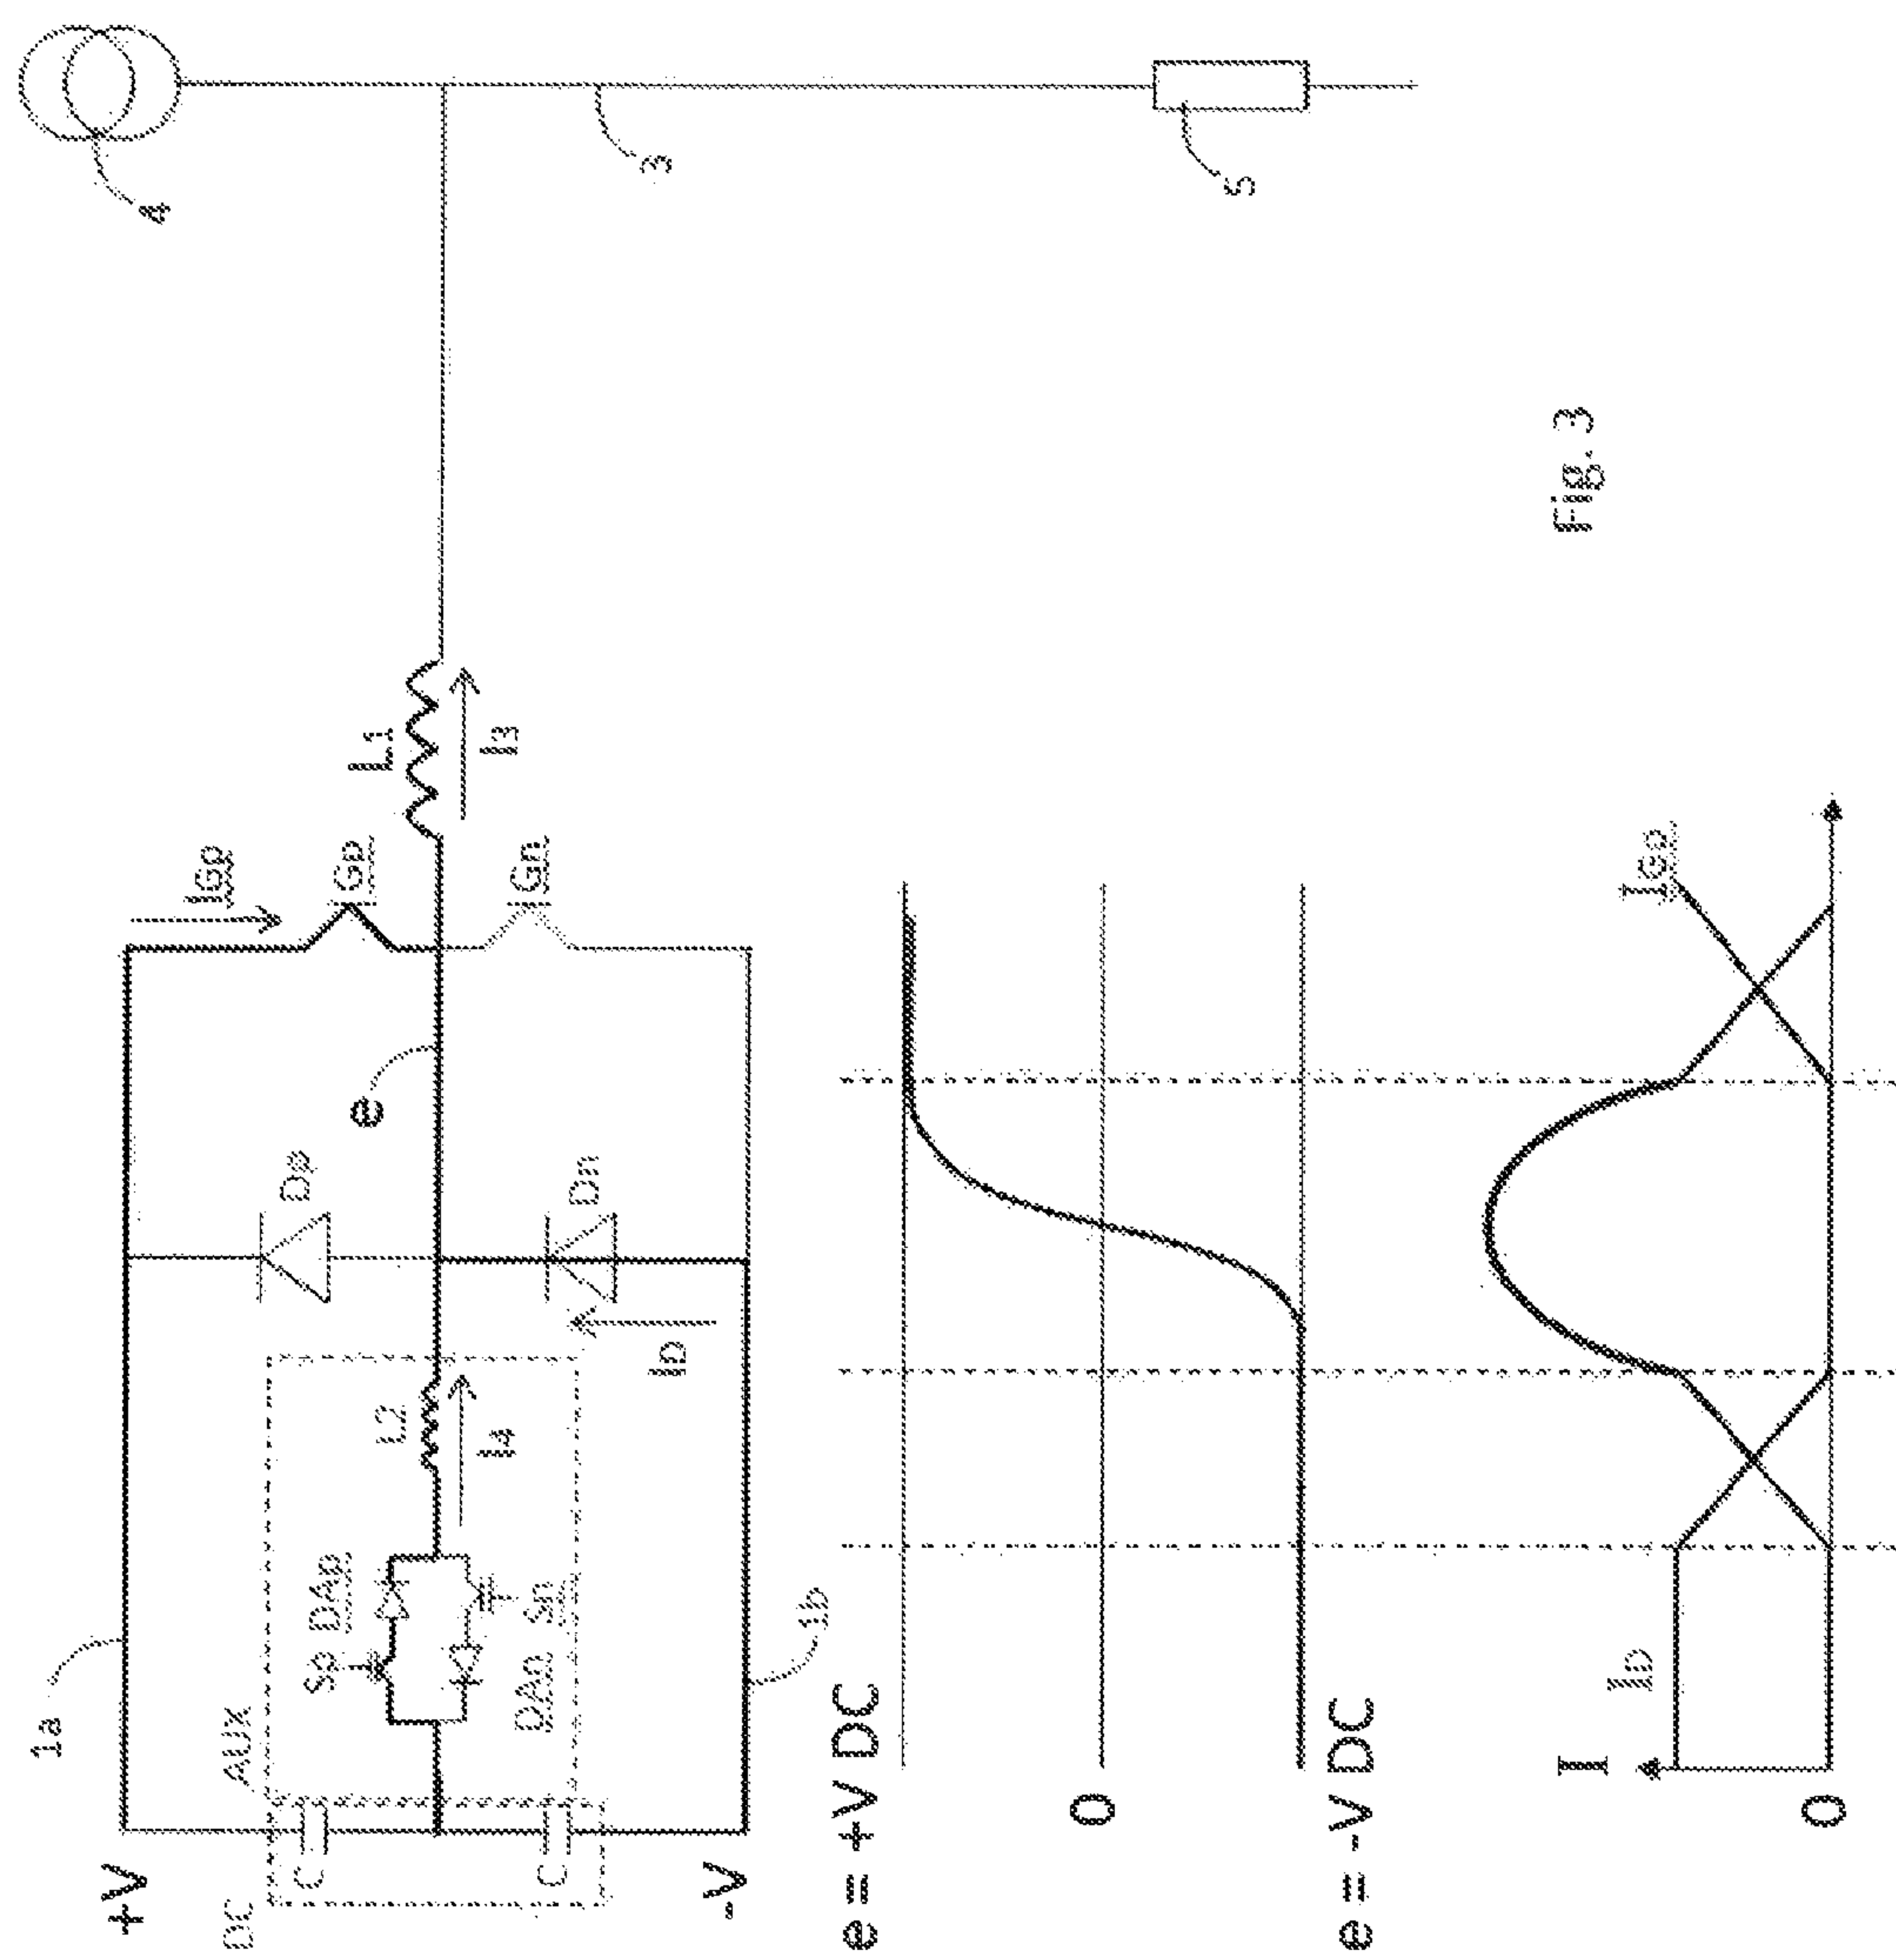 +V
DC
C
C
-V
1a
AUX
Sp
DAp
DAn
Sn
L2
I4
ID
1b
Dp
Dn
e
IGp
Gp
Gn
L1
I3
4
3
5
e = +V DC
0
e = -V DC
I
ID
IGp
0
Fig. 3